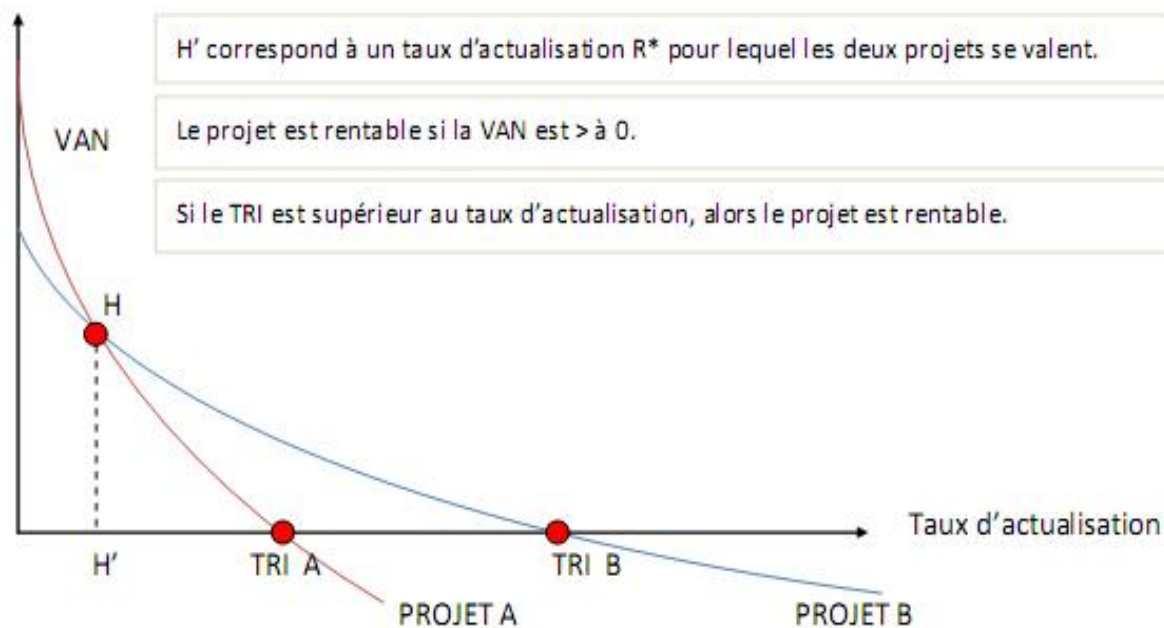 H’ correspond à un taux d’actualisation R* pour lequel les deux projets se valent.
VAN
Le projet est rentable si la VAN est > à 0.
Si le TRI est supérieur au taux d’actualisation, alors le projet est rentable.
H
Taux d’actualisation
H’
TRI A
TRI B
PROJET A
PROJET B